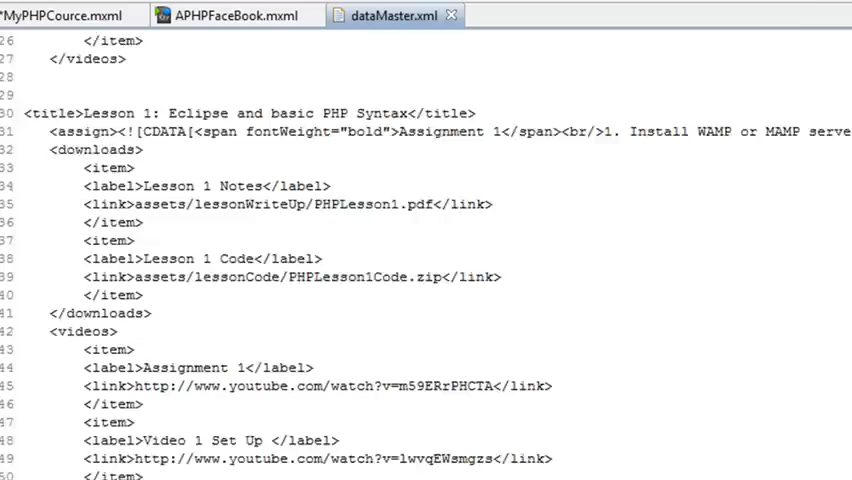 *MyPHPCource.mxml APHPFaceBook.mxml dataMaster.xml
26 </item>
27 </videos>
28
29
30 <title>Lesson 1: Eclipse and basic PHP Syntax</title>
31 <assign><![CDATA[<span fontWeight="bold">Assignment 1</span><br/>1. Install WAMP or MAMP serve
32 <downloads>
33 <item>
34 <label>Lesson 1 Notes</label>
35 <link>assets/lessonWriteUp/PHPLesson1.pdf</link>
36 </item>
37 <item>
38 <label>Lesson 1 Code</label>
39 <link>assets/lessonCode/PHPLesson1Code.zip</link>
40 </item>
41 </downloads>
42 <videos>
43 <item>
44 <label>Assignment 1</label>
45 <link>http://www.youtube.com/watch?v=m59ERrPHCTA</link>
46 </item>
47 <item>
48 <label>Video 1 Set Up </label>
49 <link>http://www.youtube.com/watch?v=lwvqEWsmgzs</link>
50 </item>